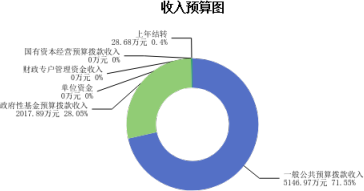 收入预算图
上年结转
28.68万元 0.4%
国有资本经营预算拨款收入
0万元 0%
财政专户管理资金收入
0万元 0%
单位资金
0万元 0%
政府性基金预算拨款收入
2017.89万元 28.05%
一般公共预算拨款收入
5146.97万元 71.55%